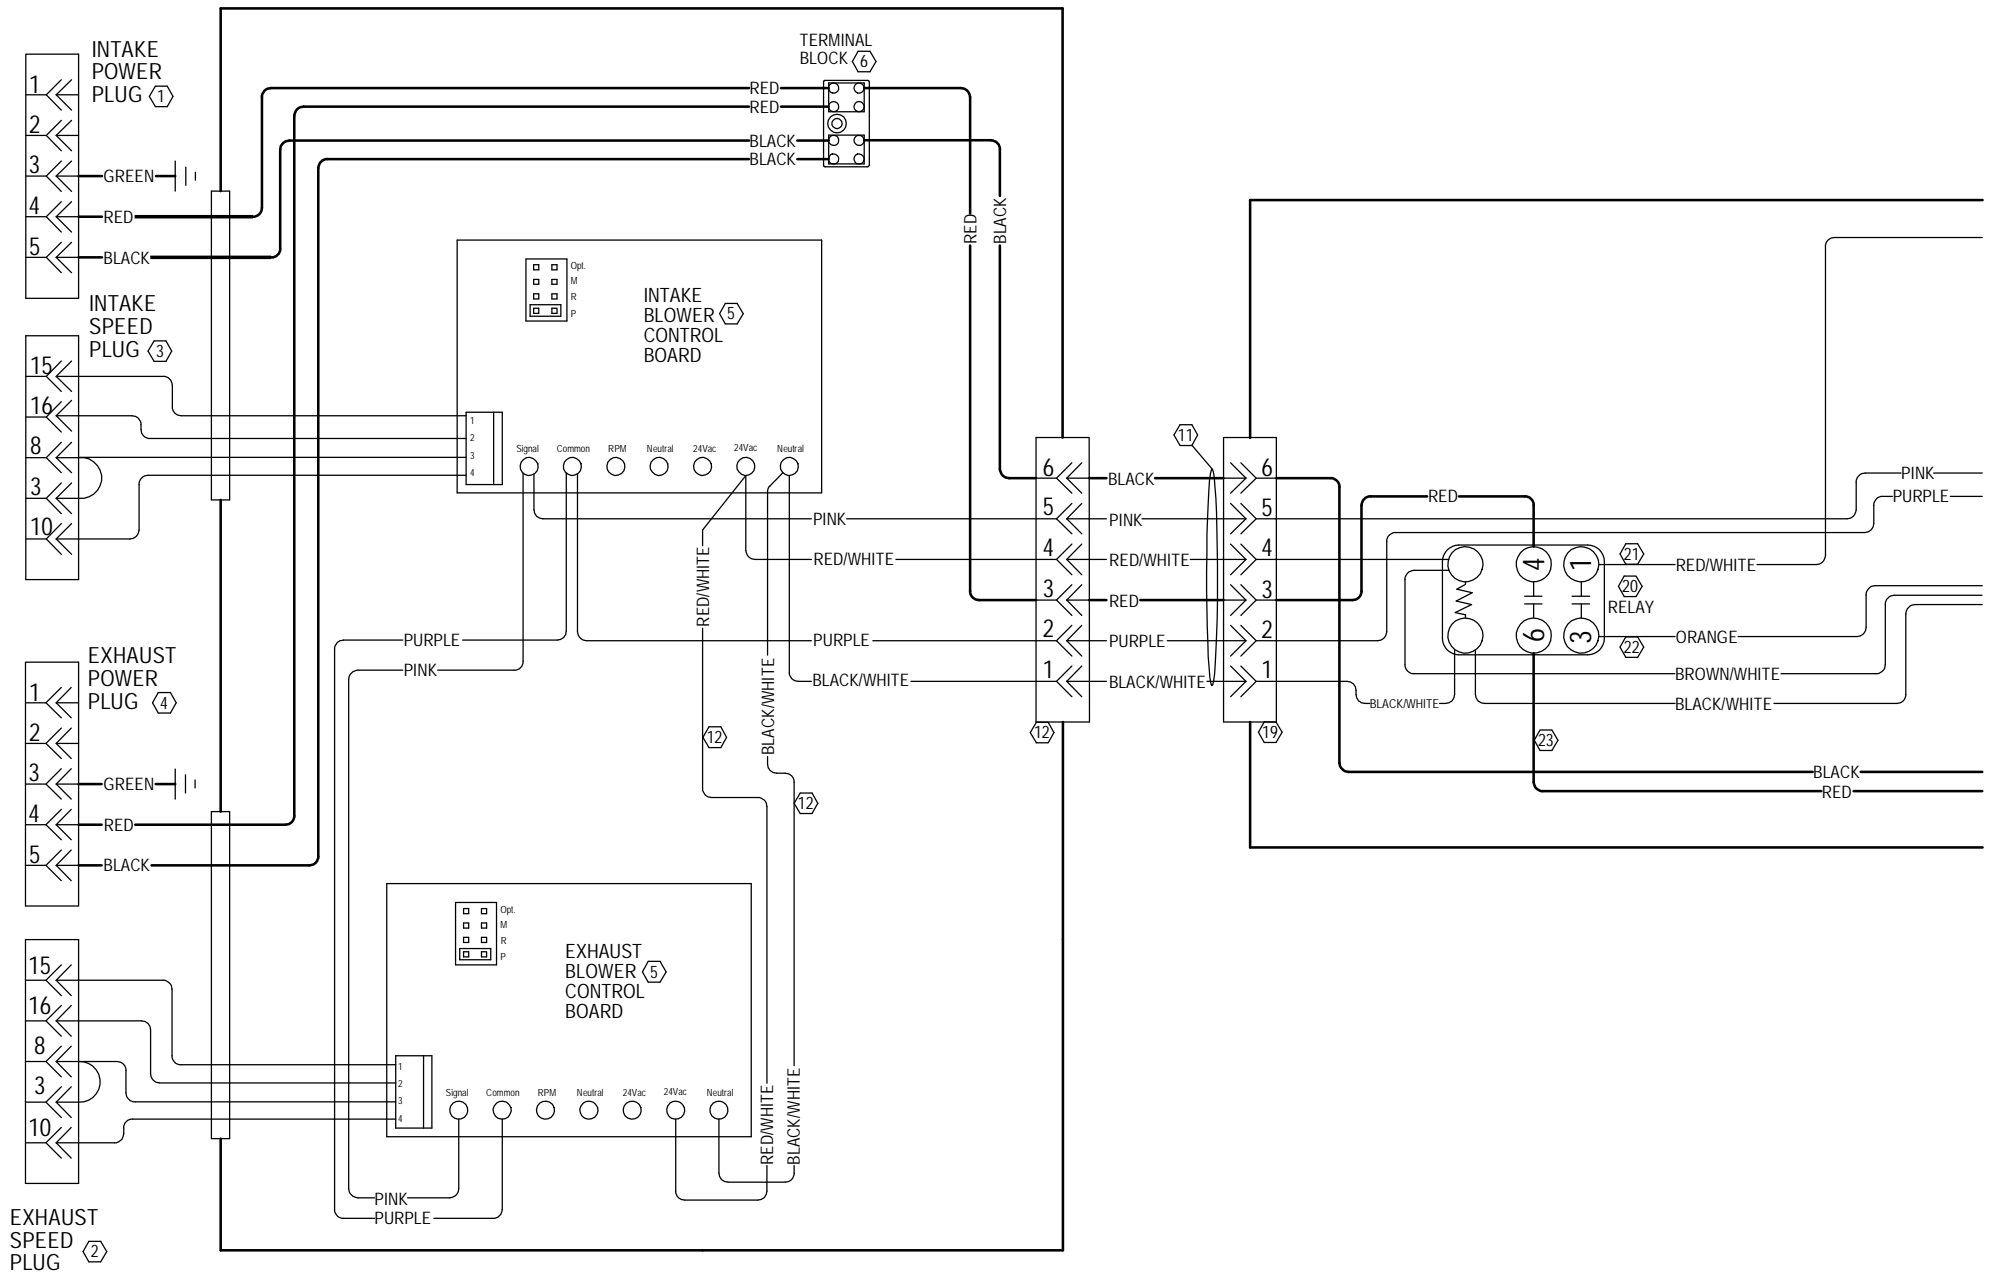 INTAKE
POWER
PLUG 1
1
2
3
4
5
GREEN
RED
BLACK
INTAKE
SPEED
PLUG 3
15
16
8
3
10
EXHAUST
POWER
PLUG 4
1
2
3
4
5
GREEN
RED
BLACK
15
16
8
3
10
EXHAUST
SPEED
PLUG 2
TERMINAL
BLOCK 6
RED
RED
BLACK
BLACK
RED
BLACK
Opt.
M
R
P
INTAKE
BLOWER 5
CONTROL
BOARD
1
2
3
4
Signal Common RPM Neutral 24Vac 24Vac Neutral
PINK
RED/WHITE
PURPLE
BLACK/WHITE
PURPLE
PINK
RED/WHITE
BLACK/WHITE
12
12
Opt.
M
R
P
EXHAUST
BLOWER 5
CONTROL
BOARD
1
2
3
4
Signal Common RPM Neutral 24Vac 24Vac Neutral
RED/WHITE
BLACK/WHITE
PINK
PURPLE
6
5
4
3
2
1
12
11
BLACK
PINK
RED/WHITE
RED
PURPLE
BLACK/WHITE
6
5
4
3
2
1
19
RED
4 1
6 3
21
20
RELAY
22
23
BLACK/WHITE
PINK
PURPLE
RED/WHITE
ORANGE
BROWN/WHITE
BLACK/WHITE
BLACK
RED